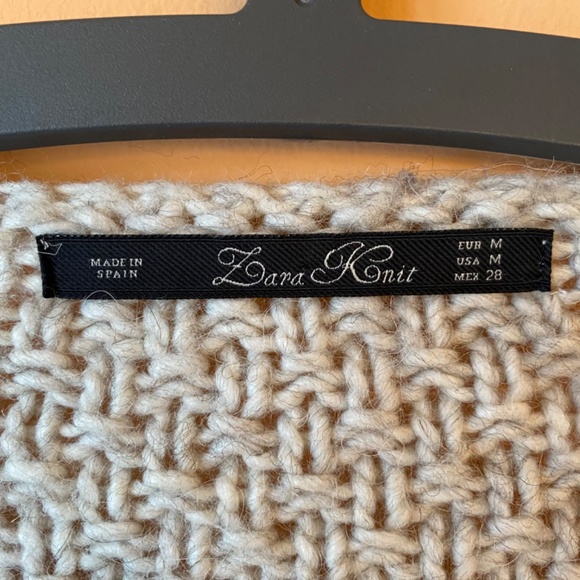 MADE IN
SPAIN
Zara Knit
EUR M
USA M
MEX 28